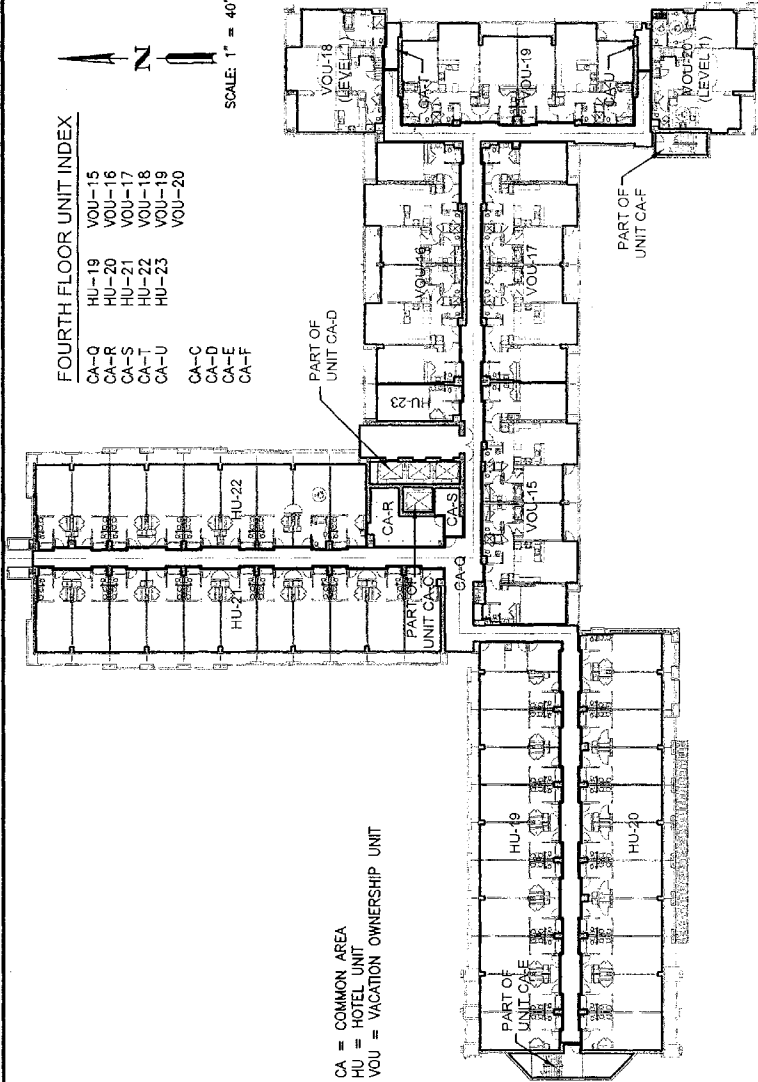 FOURTH FLOOR UNIT INDEX
CA-Q HU-19 VOU-15
CA-R HU-20 VOU-16
CA-S HU-21 VOU-17
CA-T HU-22 VOU-18
CA-U HU-23 VOU-19
VOU-20
CA-C
CA-D
CA-E
CA-F
N
SCALE: 1" = 40'
VOU-18
(LEVEL 1)
CA-T
VOU-19
CA-U
VOU-20
(LEVEL 1)
PART OF
UNIT CA-F
VOU-16
VOU-17
PART OF
UNIT CA-D
HU-23
HU-22
CA-R
CA-S
HU-21
PART OF
UNIT CA-C
CA-Q
VOU-15
CA = COMMON AREA
HU = HOTEL UNIT
VOU = VACATION OWNERSHIP UNIT
HU-19
HU-20
PART OF
UNIT CA-E